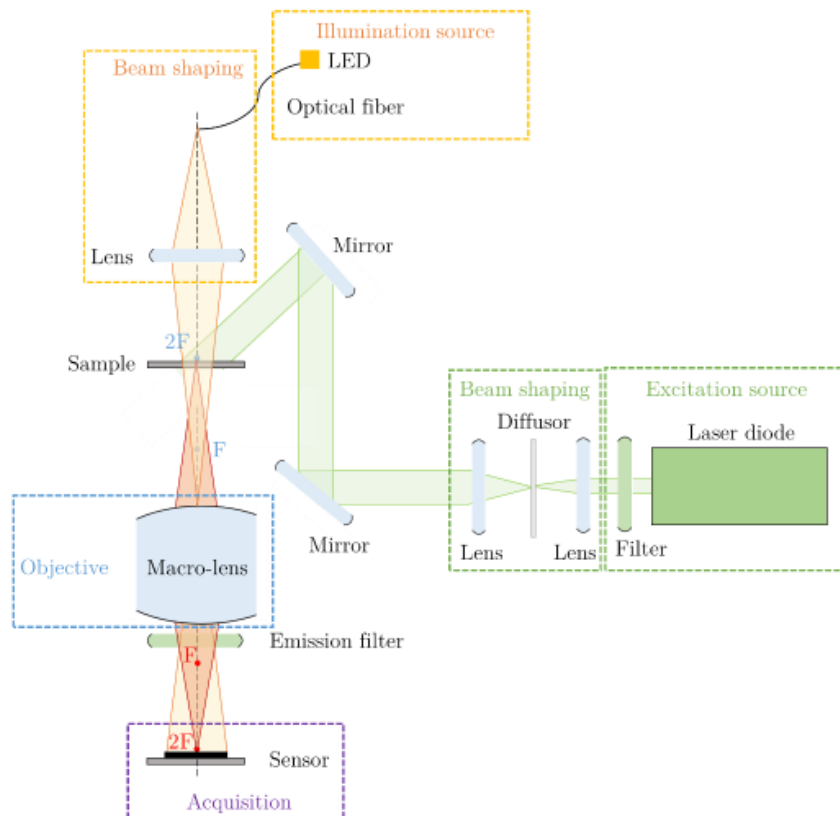 Illumination source
LED
Optical fiber
Beam shaping
Lens
Mirror
2F
Sample
F
Beam shaping
Diffusor
Lens
Lens
Excitation source
Laser diode
Filter
Mirror
Objective
Macro-lens
Emission filter
F
2F
Sensor
Acquisition